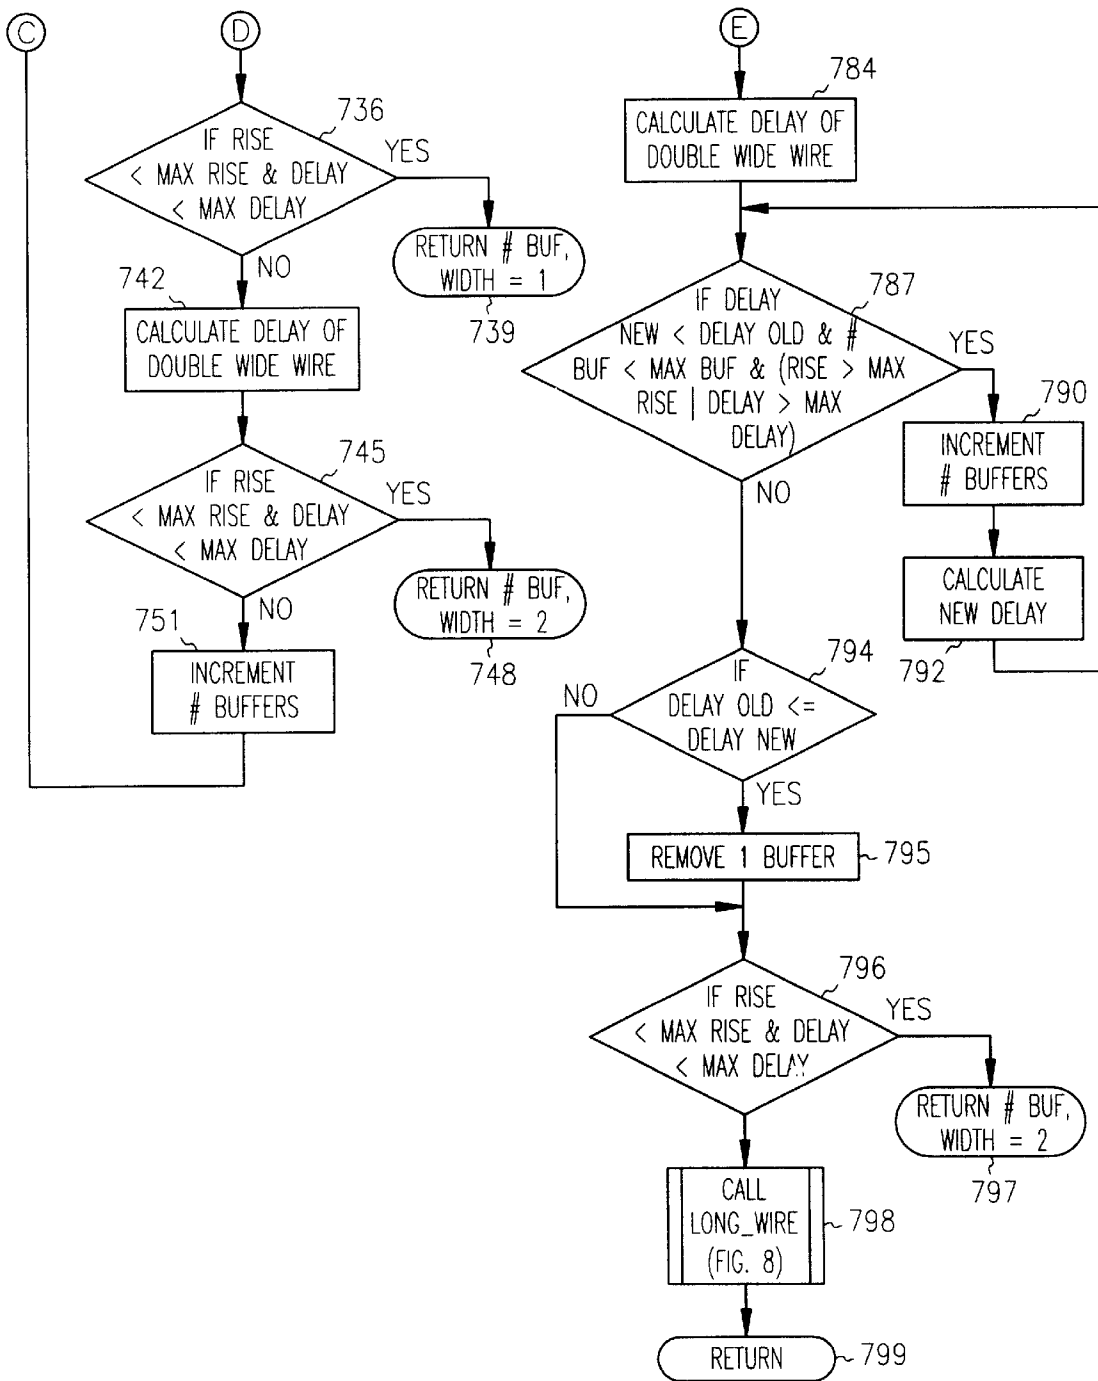 C
D
736
IF RISE
< MAX RISE & DELAY
< MAX DELAY
YES
NO
RETURN # BUF,
WIDTH = 1
739
742
CALCULATE DELAY OF
DOUBLE WIDE WIRE
745
IF RISE
< MAX RISE & DELAY
< MAX DELAY
YES
NO
RETURN # BUF,
WIDTH = 2
748
751
INCREMENT
# BUFFERS
E
784
CALCULATE DELAY OF
DOUBLE WIDE WIRE
787
IF DELAY
NEW < DELAY OLD & #
BUF < MAX BUF & (RISE > MAX
RISE | DELAY > MAX
DELAY)
YES
NO
790
INCREMENT
# BUFFERS
CALCULATE
NEW DELAY
792
794
IF
DELAY OLD <=
DELAY NEW
NO
YES
REMOVE 1 BUFFER
795
796
IF RISE
< MAX RISE & DELAY
< MAX DELAY
YES
RETURN # BUF,
WIDTH = 2
797
CALL
LONG_WIRE
(FIG. 8)
798
RETURN
799